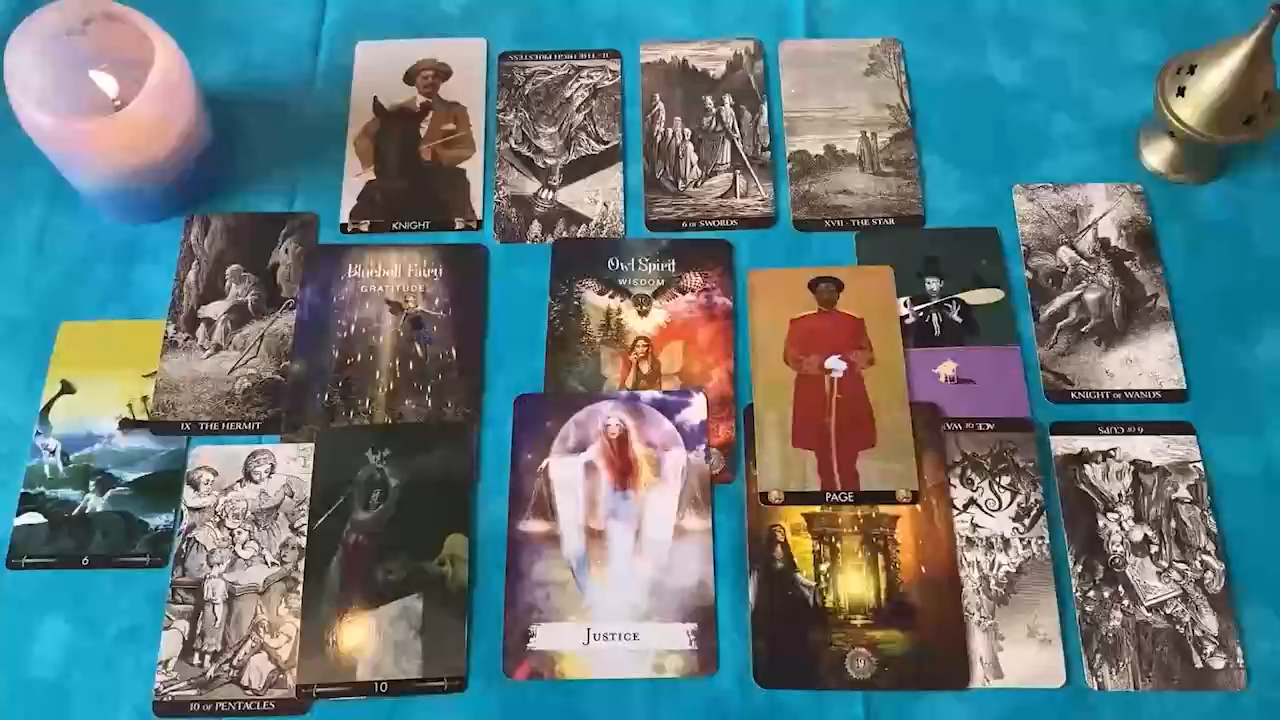 KNIGHT
II - THE HIGH PRIESTESS
6 OF SWORDS
XVII - THE STAR
IX THE HERMIT
Bluebell Fairy
GRATITUDE
Owl Spirit
WISDOM
KNIGHT OF WANDS
6
10 OF PENTACLES
10
JUSTICE
PAGE
ACE OF WAN
6 OF CUPS